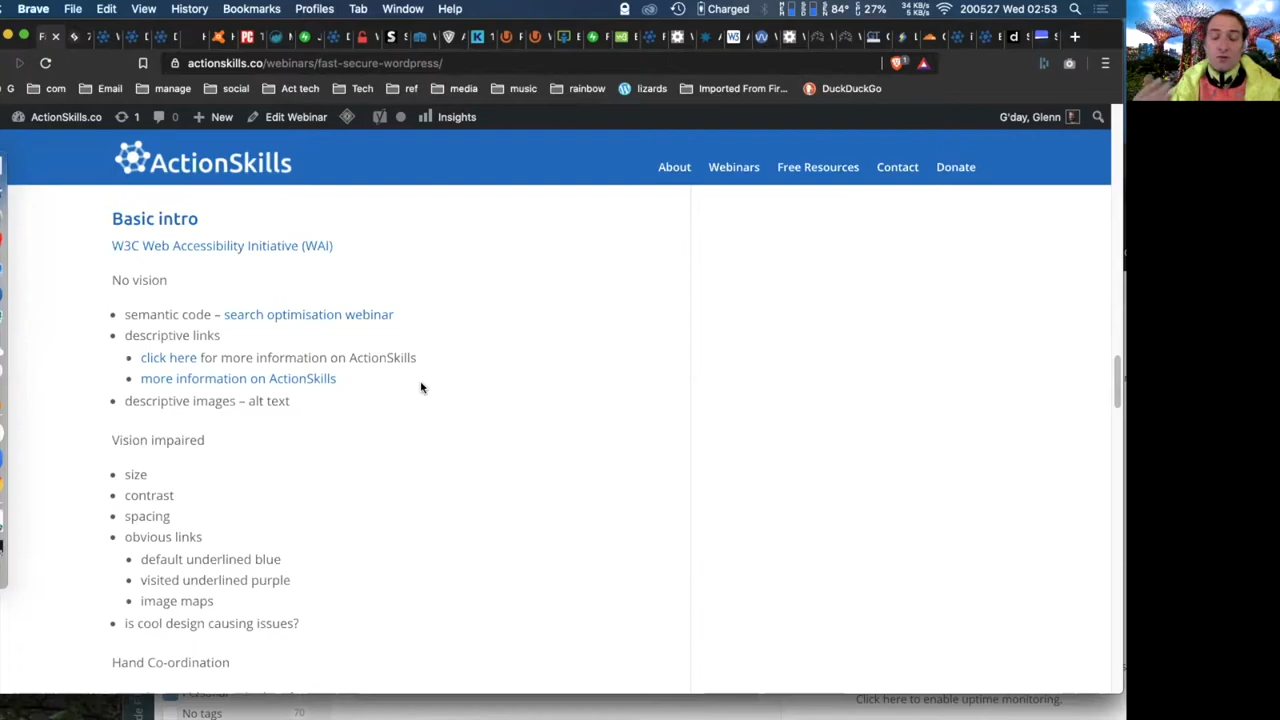 Brave File Edit View History Bookmarks Profiles Tab Window Help Charged 84° 27% 34 KB/s 5 KB/s 200527 Wed 02:53
actionskills.co/webinars/fast-secure-wordpress/
G com Email manage social Act tech Tech ref media music rainbow lizards Imported From Fir... DuckDuckGo
ActionSkills.co 1 0 New Edit Webinar Insights G'day, Glenn
ActionSkills About Webinars Free Resources Contact Donate
Basic intro
W3C Web Accessibility Initiative (WAI)
No vision
semantic code – search optimisation webinar
descriptive links
click here for more information on ActionSkills
more information on ActionSkills
descriptive images – alt text
Vision impaired
size
contrast
spacing
obvious links
default underlined blue
visited underlined purple
image maps
is cool design causing issues?
Hand Co-ordination
Click here to enable uptime monitoring.
No tags 70